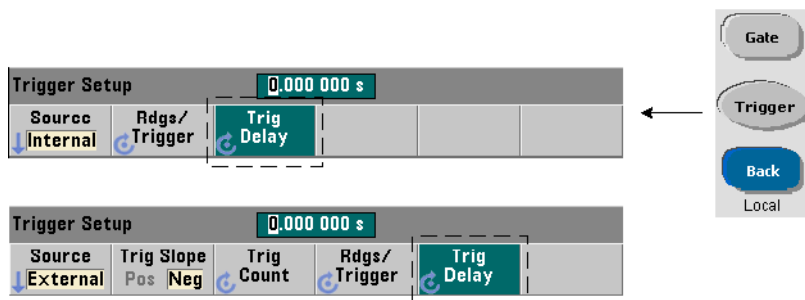 Trigger Setup 0.000 000 s
Source Rdgs/ Trig
Internal Trigger Delay
Gate
Trigger
Back
Local
Trigger Setup 0.000 000 s
Source Trig Slope Trig Rdgs/ Trig
External Pos Neg Count Trigger Delay